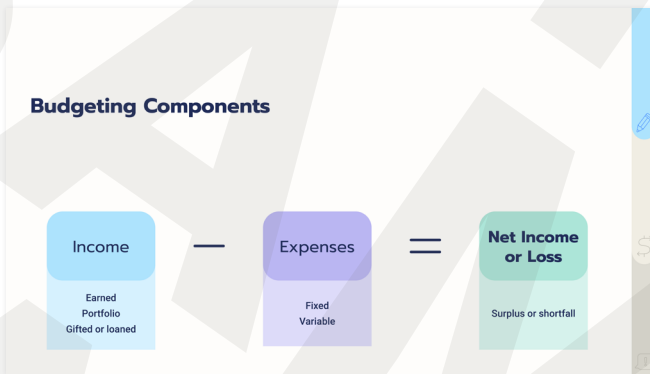 Budgeting Components
Income
—
Expenses
=
Net Income
or Loss
Earned
Portfolio
Gifted or loaned
Fixed
Variable
Surplus or shortfall
$